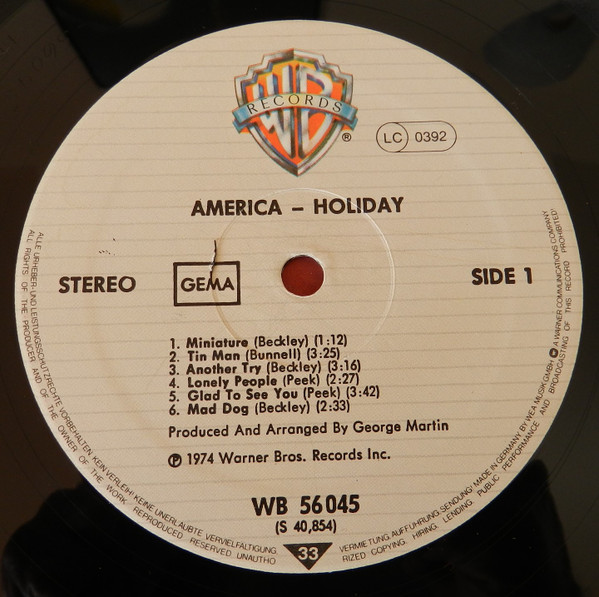 WB
RECORDS
®
LC 0392
AMERICA – HOLIDAY
STEREO
GEMA
SIDE 1
1. Miniature (Beckley) (1:12)
2. Tin Man (Bunnell) (3:25)
3. Another Try (Beckley) (3:16)
4. Lonely People (Peek) (2:27)
5. Glad To See You (Peek) (3:42)
6. Mad Dog (Beckley) (2:33)
Produced And Arranged By George Martin
℗ 1974 Warner Bros. Records Inc.
WB 56045
(S 40,854)
33
ALLE URHEBER- UND LEISTUNGSSCHUTZRECHTE VORBEHALTEN KEIN VERLEIH! KEINE UNERLAUBTE VERVIELFÄLTIGUNG,
VERMIETUNG, AUFFÜHRUNG, SENDUNG! MADE IN GERMANY BY WEA MUSIK GMBH A WARNER COMMUNICATIONS COMPANY
ALL RIGHTS OF THE PRODUCER AND OF THE OWNER OF THE WORK REPRODUCED RESERVED. UNAUTHO
RIZED COPYING, HIRING, LENDING, PUBLIC PERFORMANCE AND BROADCASTING OF THIS RECORD PROHIBITED!